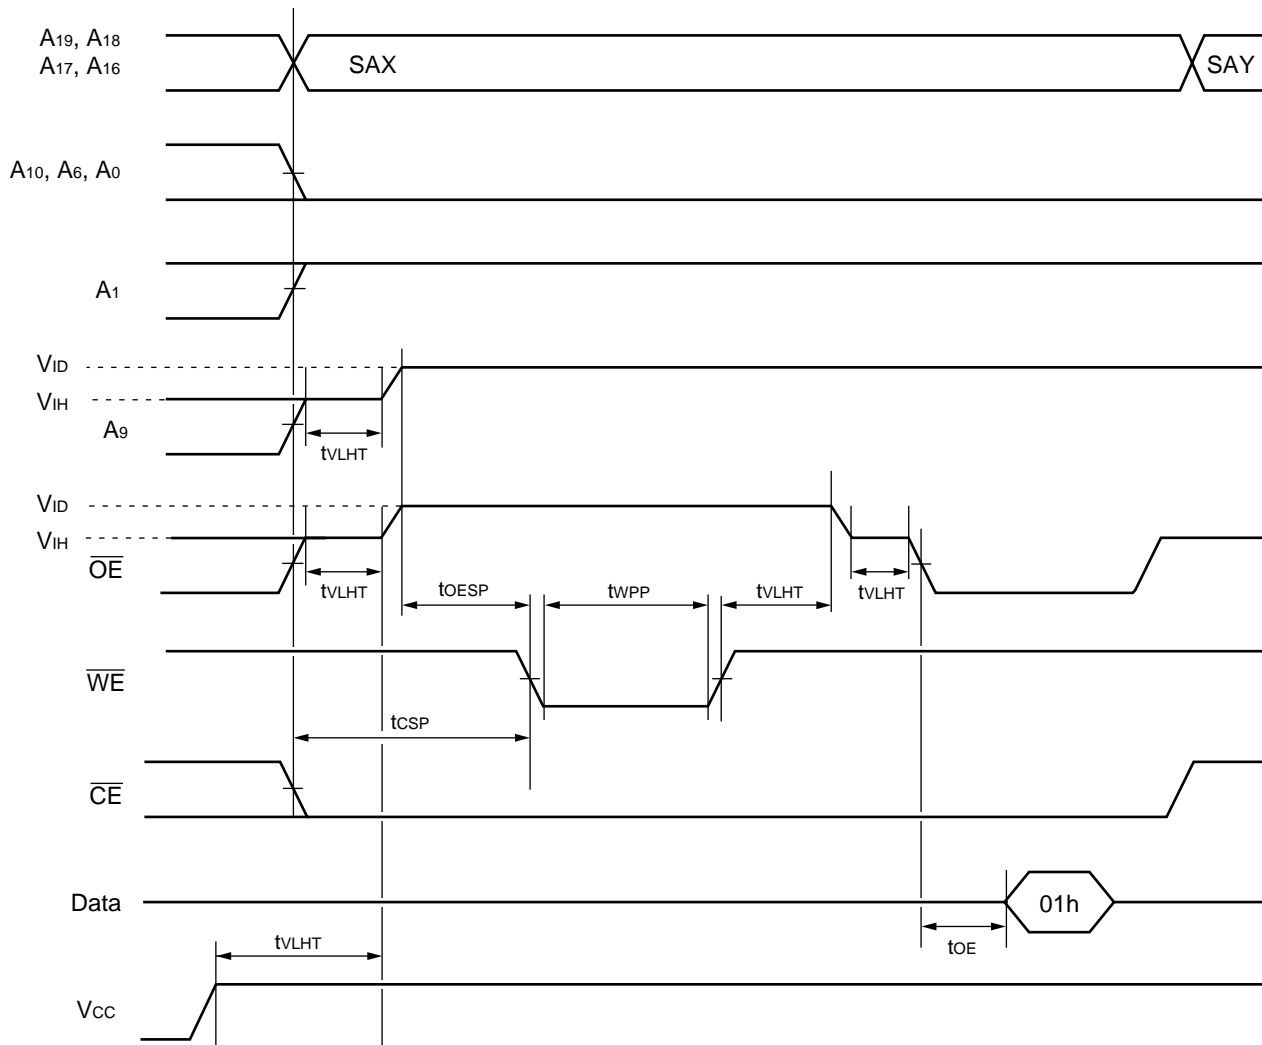 A19, A18
A17, A16
SAX
SAY
A10, A6, A0
A1
VID
VIH
A9
tVLHT
VID
VIH
OE
tVLHT
tOESP
tWPP
tVLHT
tVLHT
WE
tCSP
CE
Data
01h
tVLHT
tOE
VCC